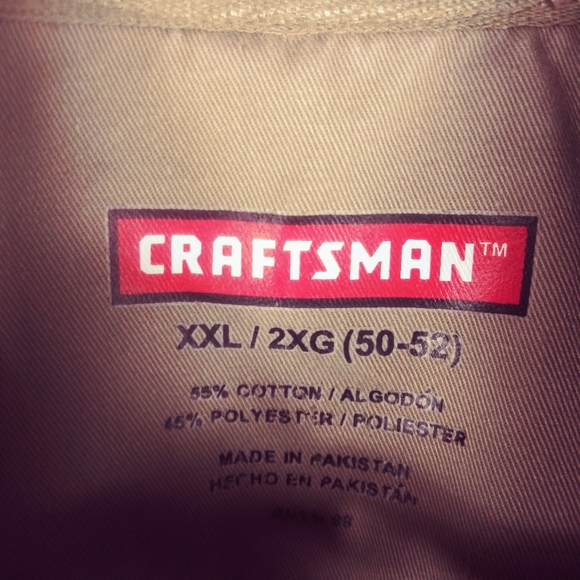 CRAFTSMAN™
XXL / 2XG (50-52)
55% COTTON / ALGODÓN
45% POLYESTER / POLIESTER
MADE IN PAKISTAN
HECHO EN PAKISTÁN